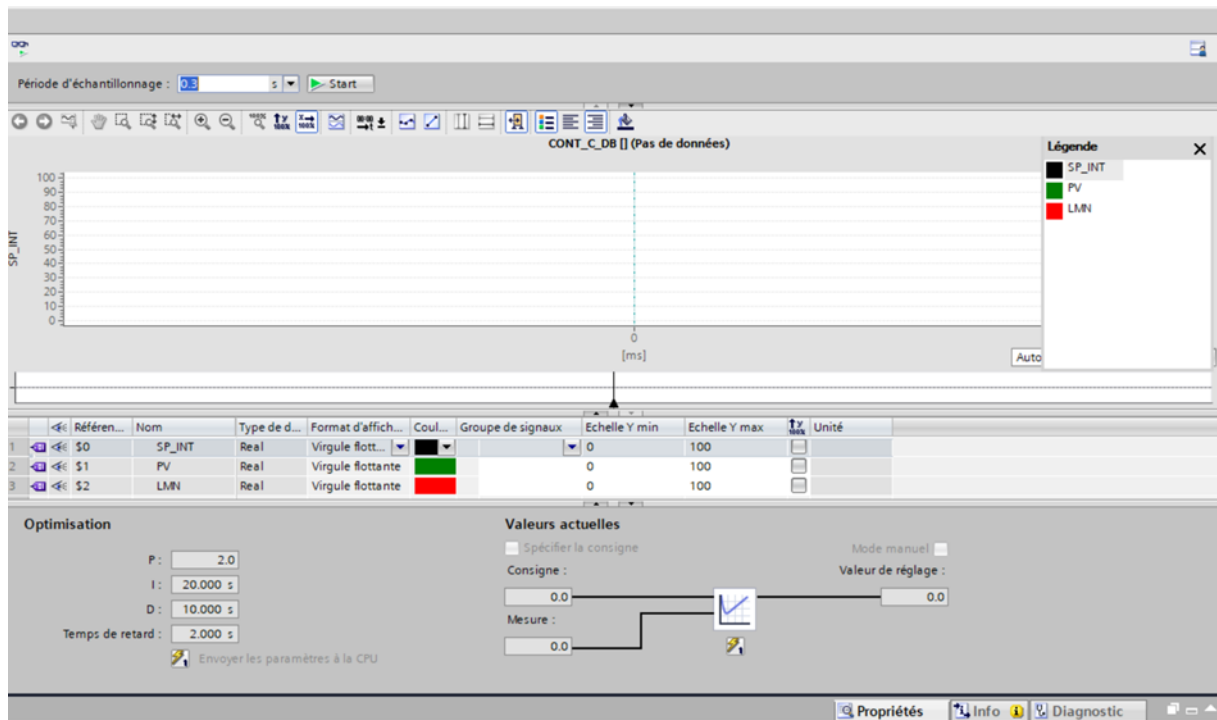 Période d'échantillonnage : 0.3 s Start
CONT_C_DB [] (Pas de données)
Légende
SP_INT
PV
LMN
SP_INT
100
90
80
70
60
50
40
30
20
10
0
0
[ms]
Auto
Référen... Nom Type de d... Format d'affich... Coul... Groupe de signaux Echelle Y min Echelle Y max Unité
1 $0 SP_INT Real Virgule flott... 0 100
2 $1 PV Real Virgule flottante 0 100
3 $2 LMN Real Virgule flottante 0 100
Optimisation
P : 2.0
I : 20.000 s
D : 10.000 s
Temps de retard : 2.000 s
Envoyer les paramètres à la CPU
Valeurs actuelles
Spécifier la consigne
Mode manuel
Consigne :
Valeur de réglage :
0.0
0.0
Mesure :
0.0
Propriétés Info Diagnostic